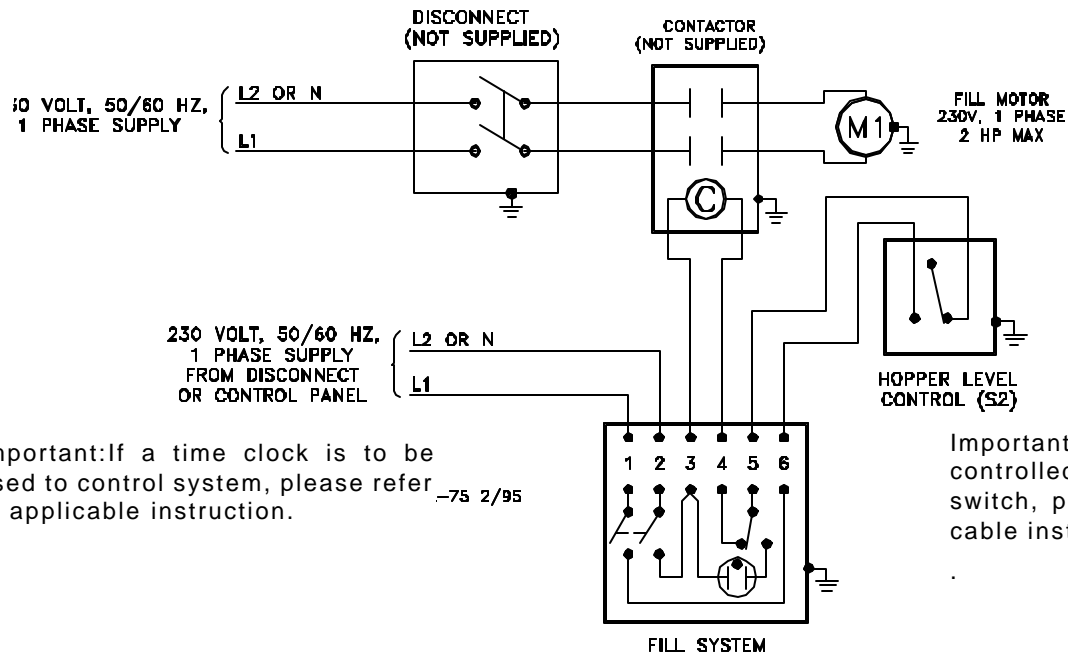 DISCONNECT
(NOT SUPPLIED)
CONTACTOR
(NOT SUPPLIED)
0 VOLT, 50/60 HZ,
1 PHASE SUPPLY
L2 OR N
L1
M1
FILL MOTOR
230V, 1 PHASE
2 HP MAX
C
230 VOLT, 50/60 HZ,
1 PHASE SUPPLY
FROM DISCONNECT
OR CONTROL PANEL
L2 OR N
L1
HOPPER LEVEL
CONTROL (S2)
mportant:If a time clock is to be
sed to control system, please refer
applicable instruction.
–75 2/95
1 2 3 4 5 6
Important
controlled
switch, p
cable inst
.
FILL SYSTEM